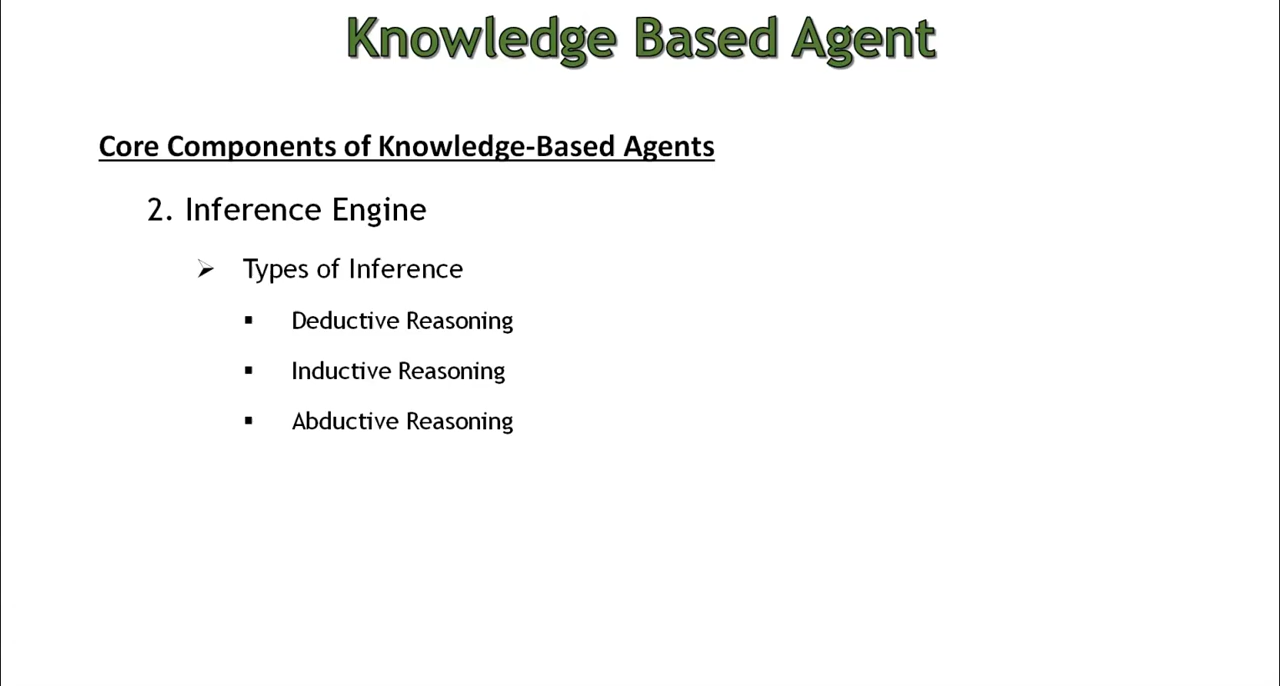 Knowledge Based Agent
Core Components of Knowledge-Based Agents
2. Inference Engine
➢ Types of Inference
▪ Deductive Reasoning
▪ Inductive Reasoning
▪ Abductive Reasoning